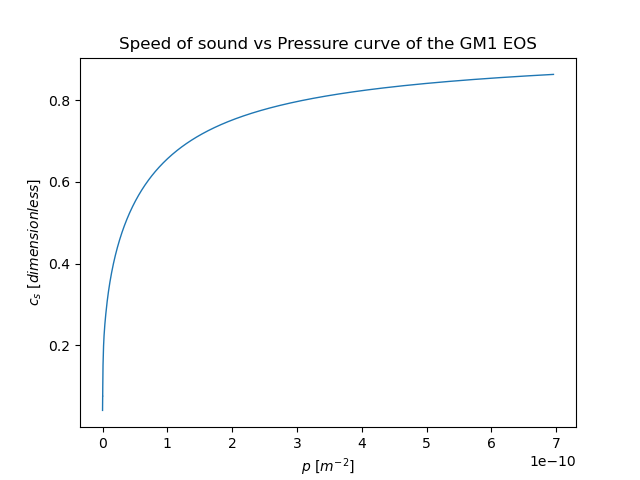 Speed of sound vs Pressure curve of the GM1 EOS
0.8
0.6
0.4
0.2
c_s [dimensionless]
0 1 2 3 4 5 6 7
1e−10
p [m⁻²]